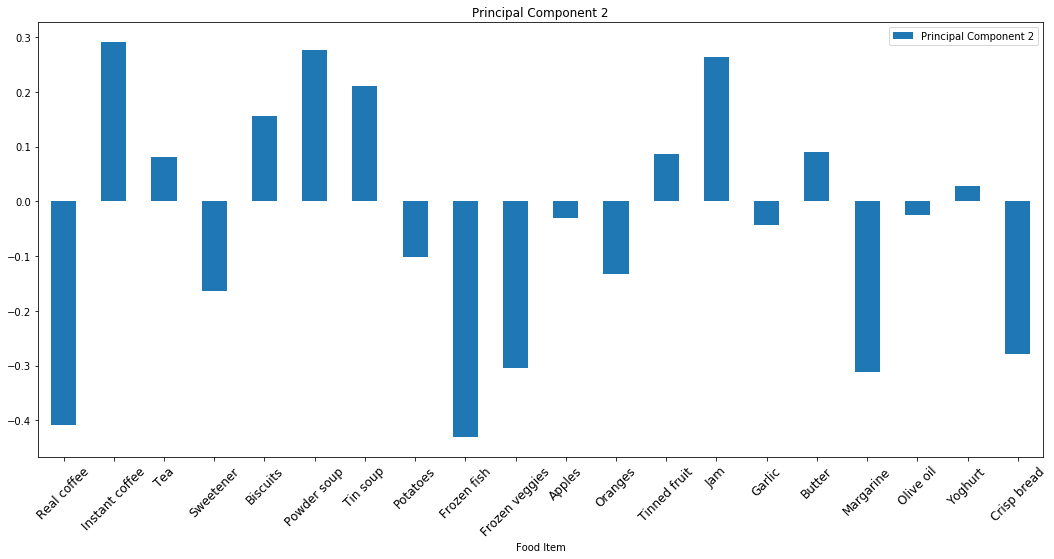 Principal Component 2
Principal Component 2
0.3
0.2
0.1
0.0
−0.1
−0.2
−0.3
−0.4
Real coffee
Instant coffee
Tea
Sweetener
Biscuits
Powder soup
Tin soup
Potatoes
Frozen fish
Frozen veggies
Apples
Oranges
Tinned fruit
Jam
Garlic
Butter
Margarine
Olive oil
Yoghurt
Crisp bread
Food Item